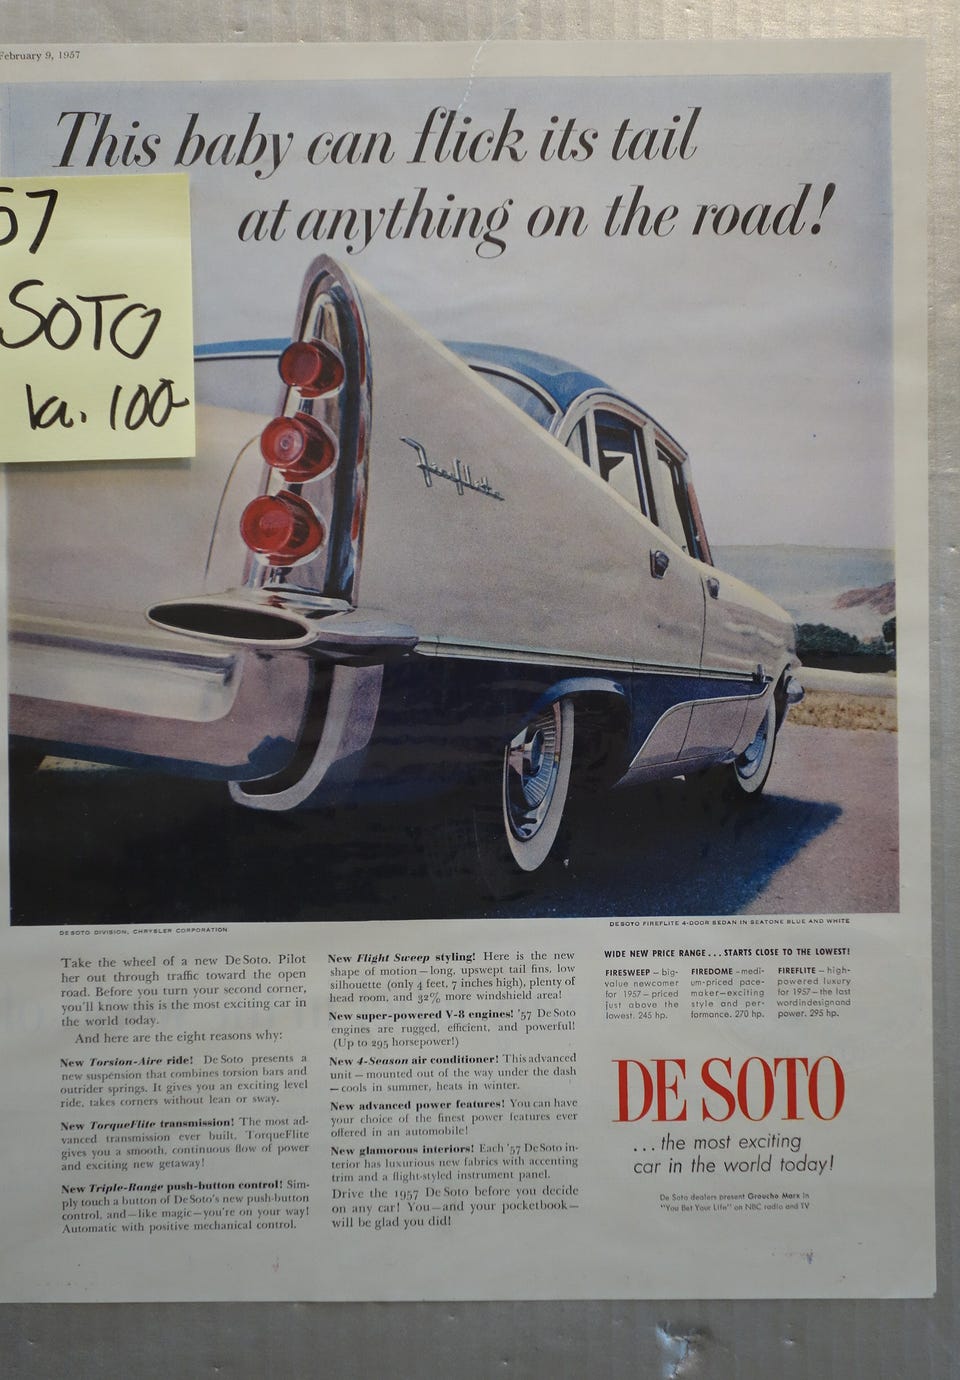 February 9, 1957
This baby can flick its tail
at anything on the road!
57
SOTO
ka. 100-
Fireflite
DE SOTO DIVISION, CHRYSLER CORPORATION
DE SOTO FIREFLITE 4-DOOR SEDAN IN SEATONE BLUE AND WHITE
Take the wheel of a new De Soto. Pilot
her out through traffic toward the open
road. Before you turn your second corner,
you'll know this is the most exciting car in
the world today.
And here are the eight reasons why:
New Torsion-Aire ride! De Soto presents a
new suspension that combines torsion bars and
outrider springs. It gives you an exciting level
ride, takes corners without lean or sway.
New TorqueFlite transmission! The most ad-
vanced transmission ever built, TorqueFlite
gives you a smooth, continuous flow of power
and exciting new getaway!
New Triple-Range push-button control! Sim-
ply touch a button of De Soto's new push-button
control, and—like magic—you're on your way!
Automatic with positive mechanical control.
New Flight Sweep styling! Here is the new
shape of motion—long, upswept tail fins, low
silhouette (only 4 feet, 7 inches high), plenty of
head room, and 32% more windshield area!
New super-powered V-8 engines! '57 De Soto
engines are rugged, efficient, and powerful!
(Up to 295 horsepower!)
New 4-Season air conditioner! This advanced
unit—mounted out of the way under the dash
—cools in summer, heats in winter.
New advanced power features! You can have
your choice of the finest power features ever
offered in an automobile!
New glamorous interiors! Each '57 De Soto in-
terior has luxurious new fabrics with accenting
trim and a flight-styled instrument panel.
Drive the 1957 De Soto before you decide
on any car! You—and your pocketbook—
will be glad you did!
WIDE NEW PRICE RANGE...STARTS CLOSE TO THE LOWEST!
FIRESWEEP—big-
value newcomer
for 1957—priced
just above the
lowest. 245 hp.
FIREDOME—medi-
um-priced pace-
maker—exciting
style and per-
formance. 270 hp.
FIREFLITE—high-
powered luxury
for 1957—the last
word in design and
power. 295 hp.
DE SOTO
...the most exciting
car in the world today!
De Soto dealers present Groucho Marx in
"You Bet Your Life" on NBC radio and TV